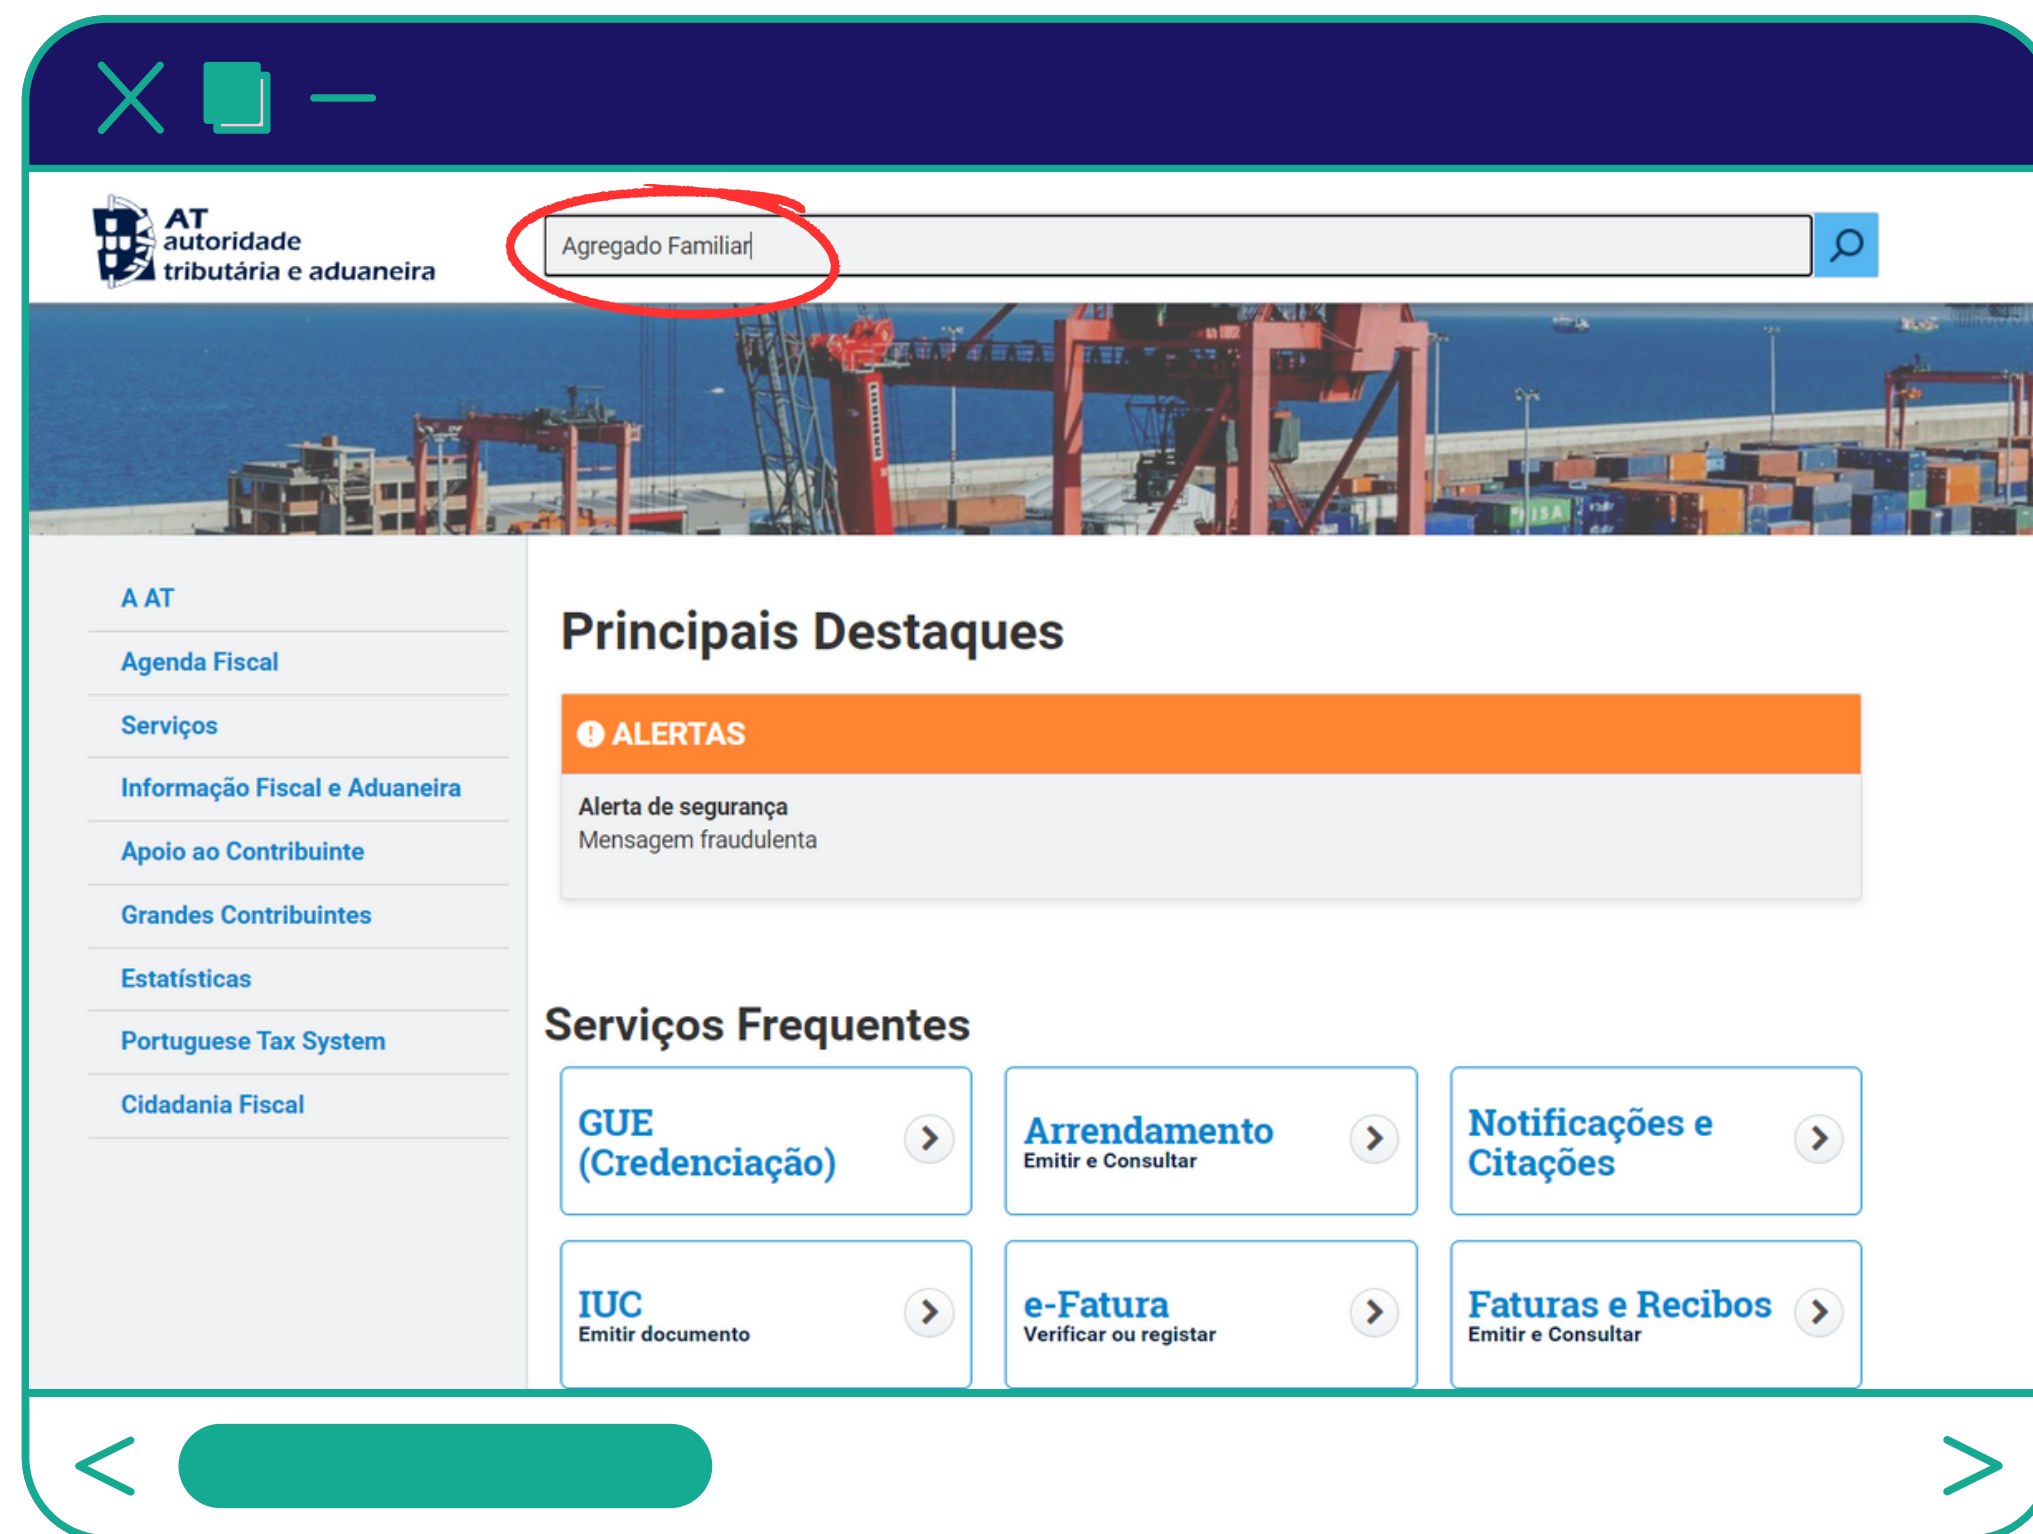 AT
autoridade
tributária e aduaneira
Agregado Familiar
A AT
Agenda Fiscal
Serviços
Informação Fiscal e Aduaneira
Apoio ao Contribuinte
Grandes Contribuintes
Estatísticas
Portuguese Tax System
Cidadania Fiscal
Principais Destaques
ALERTAS
Alerta de segurança
Mensagem fraudulenta
Serviços Frequentes
GUE
(Credenciação)
Arrendamento
Emitir e Consultar
Notificações e
Citações
IUC
Emitir documento
e-Fatura
Verificar ou registar
Faturas e Recibos
Emitir e Consultar